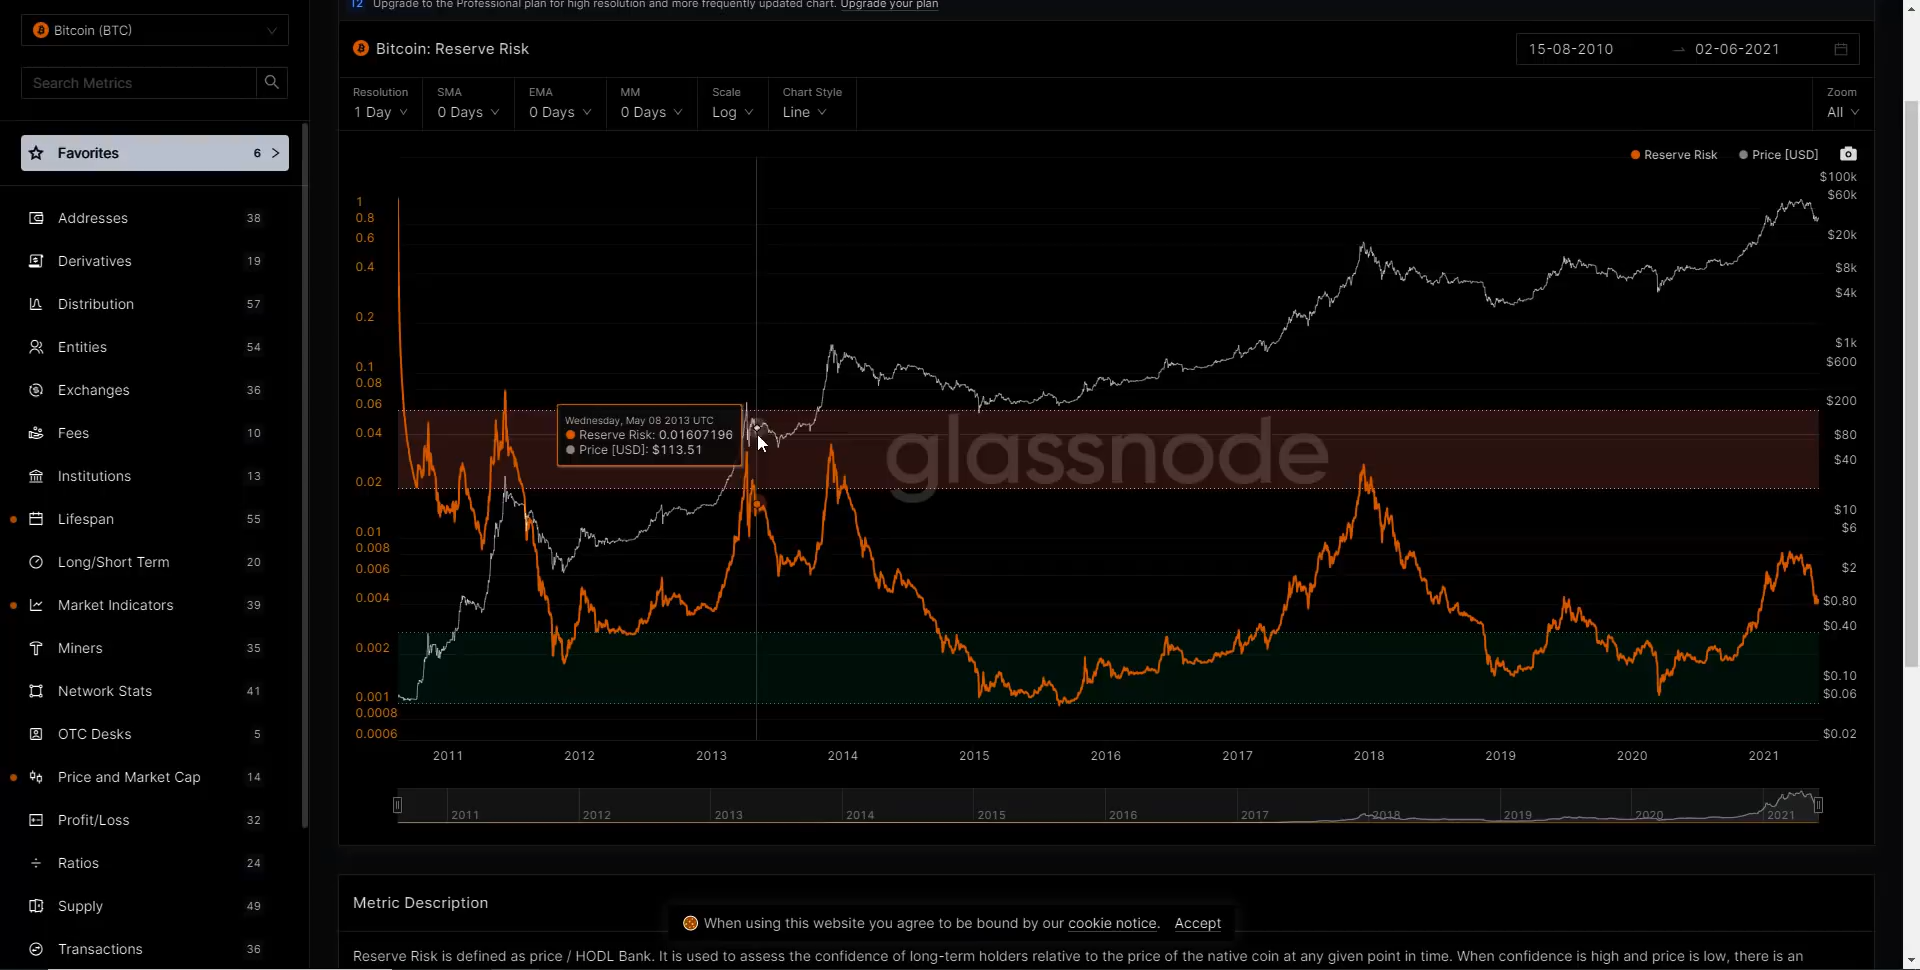 T2 Upgrade to the Professional plan for high resolution and more frequently updated chart. Upgrade your plan
Bitcoin (BTC)
Bitcoin: Reserve Risk
15-08-2010 → 02-06-2021
Search Metrics
Resolution SMA EMA MM Scale Chart Style Zoom
1 Day 0 Days 0 Days 0 Days Log Line All
Favorites 6
Reserve Risk Price [USD]
Addresses 38
Derivatives 19
Distribution 57
Entities 54
Exchanges 36
Fees 10
Institutions 13
Lifespan 55
Long/Short Term 20
Market Indicators 39
Miners 35
Network Stats 41
OTC Desks 5
Price and Market Cap 14
Profit/Loss 32
Ratios 24
Supply 49
Transactions 36
1
0.8
0.6
0.4
0.2
0.1
0.08
0.06
0.04
0.02
0.01
0.008
0.006
0.004
0.002
0.001
0.0008
0.0006
Wednesday, May 08 2013 UTC
Reserve Risk: 0.01607196
Price [USD]: $113.51
glassnode
$100k
$60k
$20k
$8k
$4k
$1k
$600
$200
$80
$40
$10
$6
$2
$0.80
$0.40
$0.10
$0.06
$0.02
2011 2012 2013 2014 2015 2016 2017 2018 2019 2020 2021
2011 2012 2013 2014 2015 2016 2017 2018 2019 2020 2021
Metric Description
When using this website you agree to be bound by our cookie notice. Accept
Reserve Risk is defined as price / HODL Bank. It is used to assess the confidence of long-term holders relative to the price of the native coin at any given point in time. When confidence is high and price is low, there is an